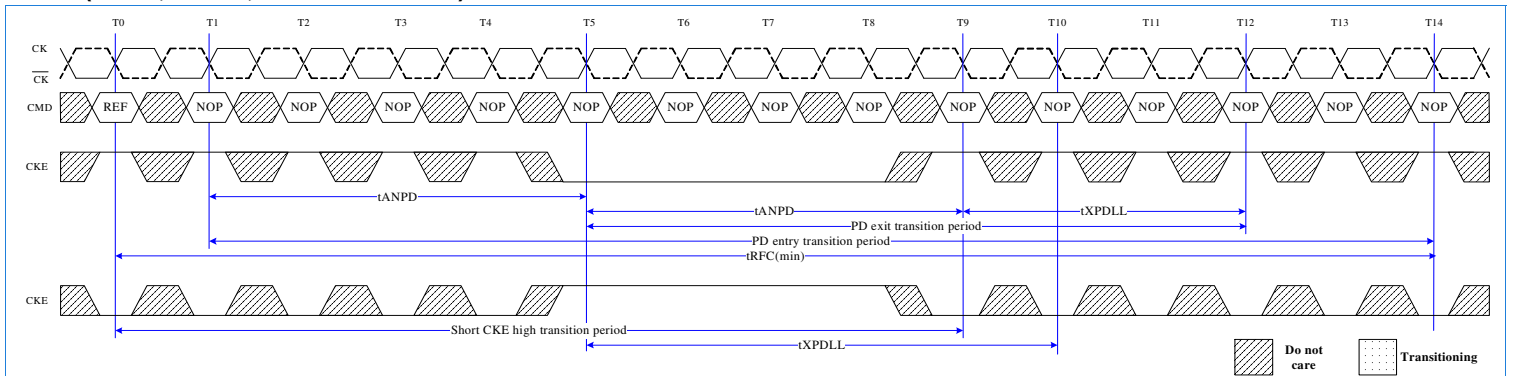 T0 T1 T2 T3 T4 T5 T6 T7 T8 T9 T10 T11 T12 T13 T14
CK
CK
CMD REF NOP NOP NOP NOP NOP NOP NOP NOP NOP NOP NOP NOP NOP NOP
CKE
tANPD
tANPD tXPDLL
PD exit transition period
PD entry transition period
tRFC(min)
CKE
Short CKE high transition period
tXPDLL
Do not
care
Transitioning